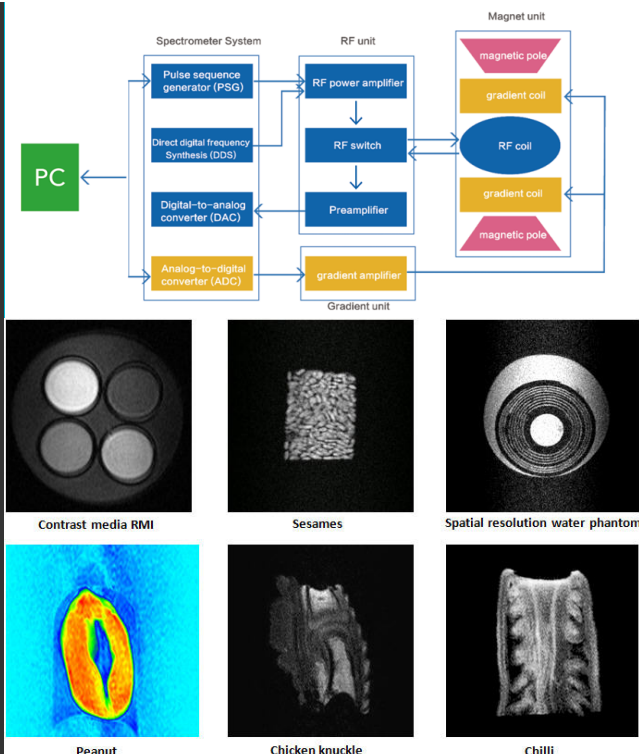 Magnet unit
Spectrometer System
RF unit
magnetic pole
Pulse sequence
generator (PSG)
RF power amplifier
gradient coil
Direct digital frequency
Synthesis (DDS)
RF switch
RF coil
PC
gradient coil
Digital-to-analog
converter (DAC)
Preamplifier
magnetic pole
Analog-to-digital
converter (ADC)
gradient amplifier
Gradient unit
Contrast media RMI
Sesames
Spatial resolution water phantom
Peanut
Chicken knuckle
Chilli